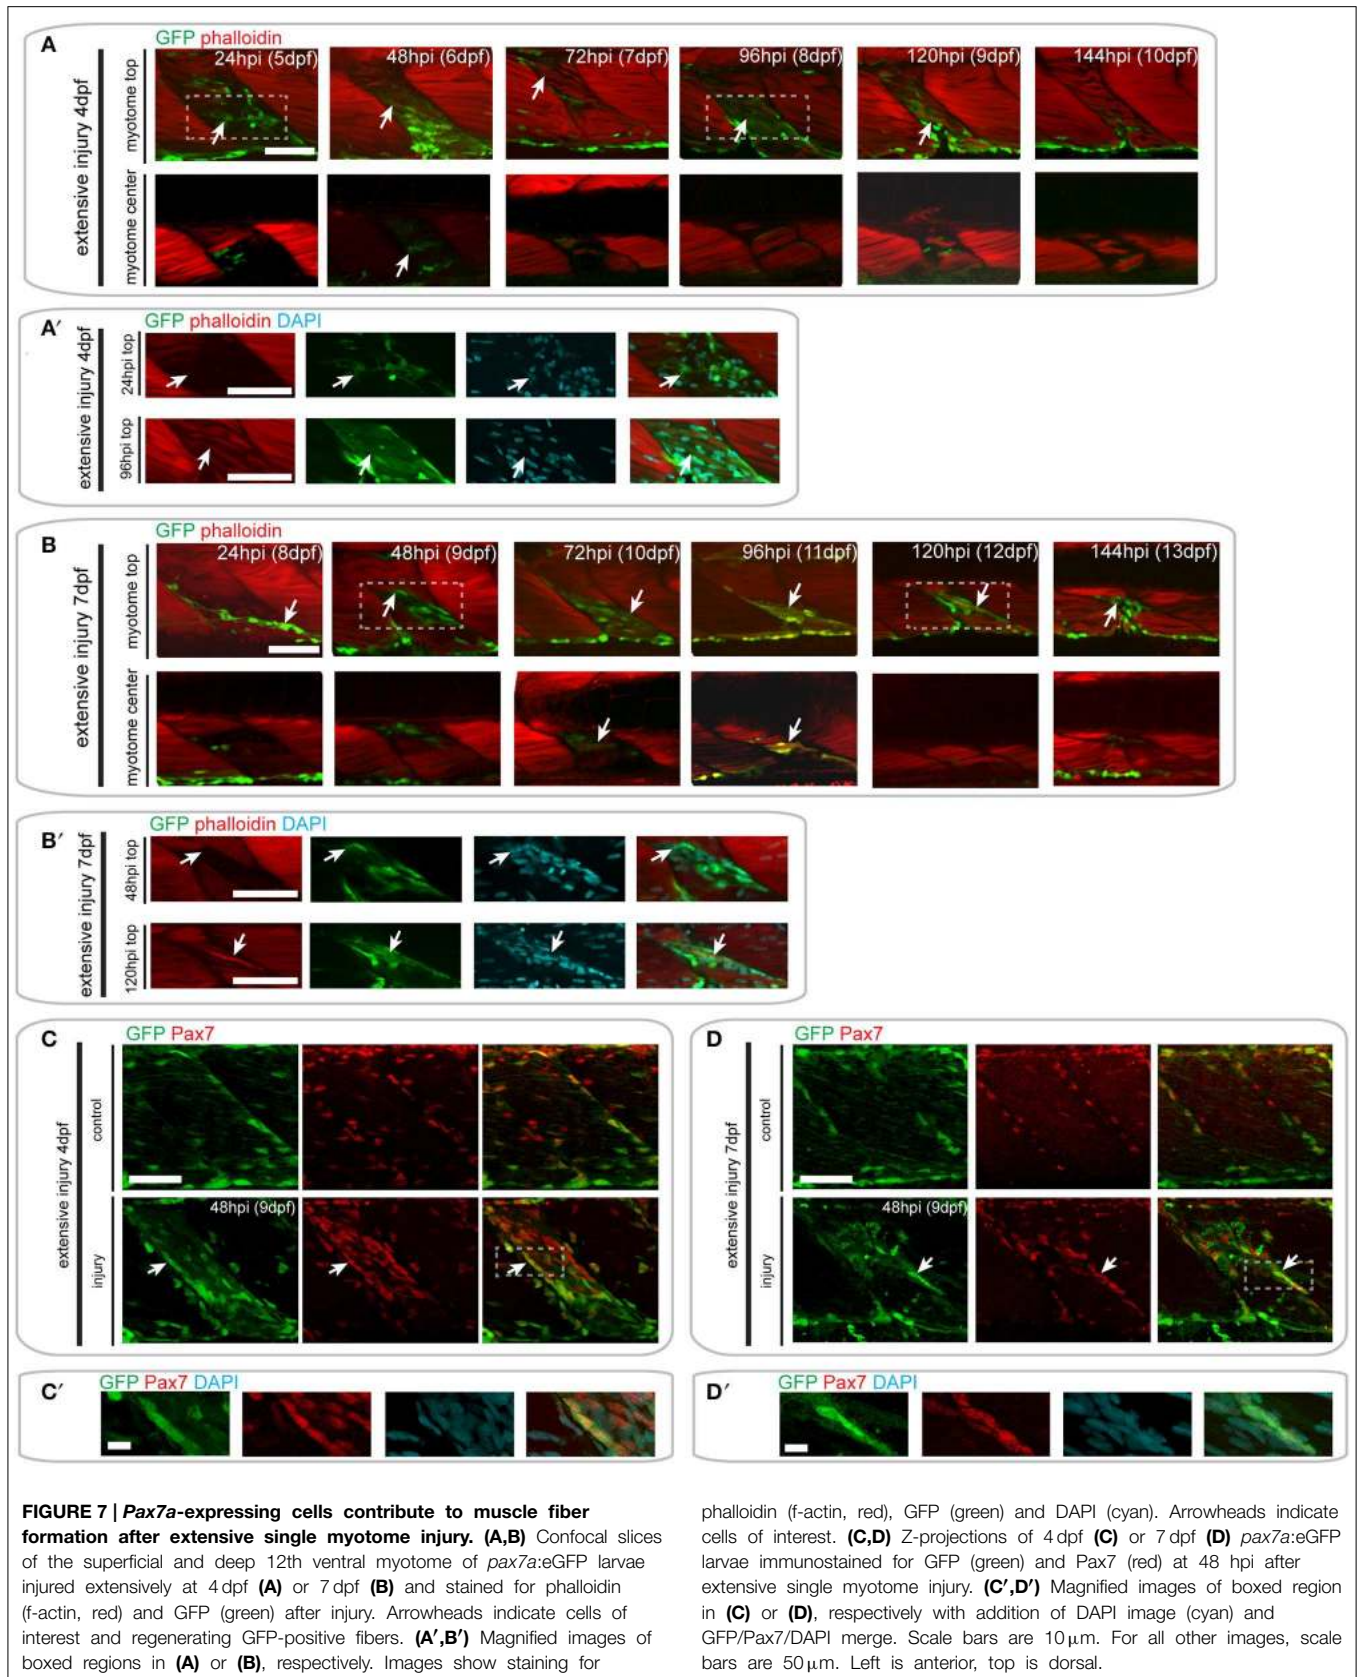 A
GFP phalloidin
extensive injury 4dpf
myotome top
24hpi (5dpf)
48hpi (6dpf)
72hpi (7dpf)
96hpi (8dpf)
120hpi (9dpf)
144hpi (10dpf)
myotome center
A′
GFP phalloidin DAPI
extensive injury 4dpf
24hpi top
96hpi top
B
GFP phalloidin
extensive injury 7dpf
myotome top
24hpi (8dpf)
48hpi (9dpf)
72hpi (10dpf)
96hpi (11dpf)
120hpi (12dpf)
144hpi (13dpf)
myotome center
B′
GFP phalloidin DAPI
extensive injury 7dpf
48hpi top
120hpi top
C
GFP Pax7
extensive injury 4dpf
control
injury
48hpi (9dpf)
D
GFP Pax7
extensive injury 7dpf
control
injury
48hpi (9dpf)
C′
GFP Pax7 DAPI
D′
GFP Pax7 DAPI
FIGURE 7 | Pax7a-expressing cells contribute to muscle fiber
formation after extensive single myotome injury. (A,B) Confocal slices
of the superficial and deep 12th ventral myotome of pax7a:eGFP larvae
injured extensively at 4 dpf (A) or 7 dpf (B) and stained for phalloidin
(f-actin, red) and GFP (green) after injury. Arrowheads indicate cells of
interest and regenerating GFP-positive fibers. (A′,B′) Magnified images of
boxed regions in (A) or (B), respectively. Images show staining for
phalloidin (f-actin, red), GFP (green) and DAPI (cyan). Arrowheads indicate
cells of interest. (C,D) Z-projections of 4 dpf (C) or 7 dpf (D) pax7a:eGFP
larvae immunostained for GFP (green) and Pax7 (red) at 48 hpi after
extensive single myotome injury. (C′,D′) Magnified images of boxed region
in (C) or (D), respectively with addition of DAPI image (cyan) and
GFP/Pax7/DAPI merge. Scale bars are 10 μm. For all other images, scale
bars are 50 μm. Left is anterior, top is dorsal.